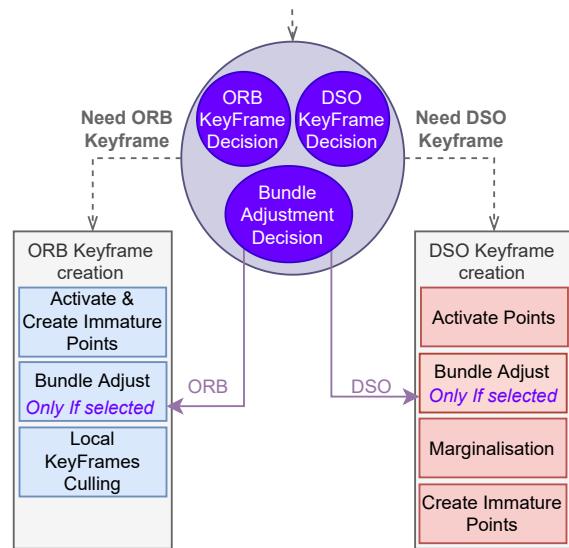 ORB
KeyFrame
Decision
DSO
KeyFrame
Decision
Bundle
Adjustment
Decision
Need ORB
Keyframe
Need DSO
Keyframe
ORB Keyframe
creation
Activate &
Create Immature
Points
Bundle Adjust
Only If selected
Local
KeyFrames
Culling
ORB
DSO
DSO Keyframe
creation
Activate Points
Bundle Adjust
Only If selected
Marginalisation
Create Immature
Points